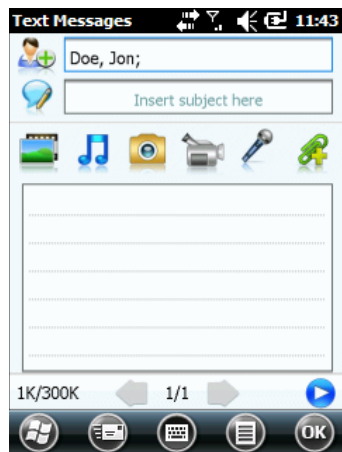 Text Messages 11:43
Doe, Jon;
Insert subject here
1K/300K 1/1
OK